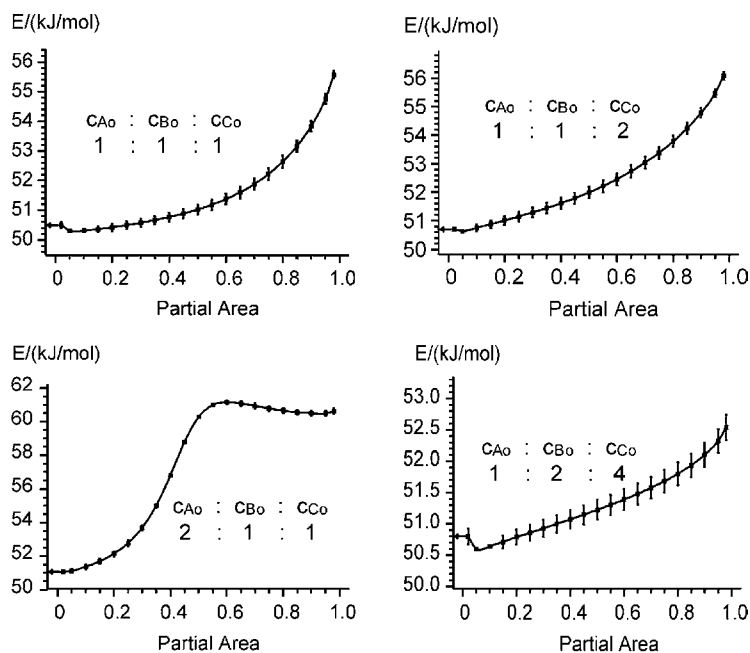 E/(kJ/mol)
56
55
54
53
52
51
50
cAo : cBo : cCo
1 : 1 : 1
0 0.2 0.4 0.6 0.8 1.0
Partial Area
E/(kJ/mol)
56
55
54
53
52
51
50
cAo : cBo : cCo
1 : 1 : 2
0 0.2 0.4 0.6 0.8 1.0
Partial Area
E/(kJ/mol)
62
60
58
56
54
52
50
cAo : cBo : cCo
2 : 1 : 1
0 0.2 0.4 0.6 0.8 1.0
Partial Area
E/(kJ/mol)
53.0
52.5
52.0
51.5
51.0
50.5
50.0
cAo : cBo : cCo
1 : 2 : 4
0 0.2 0.4 0.6 0.8 1.0
Partial Area